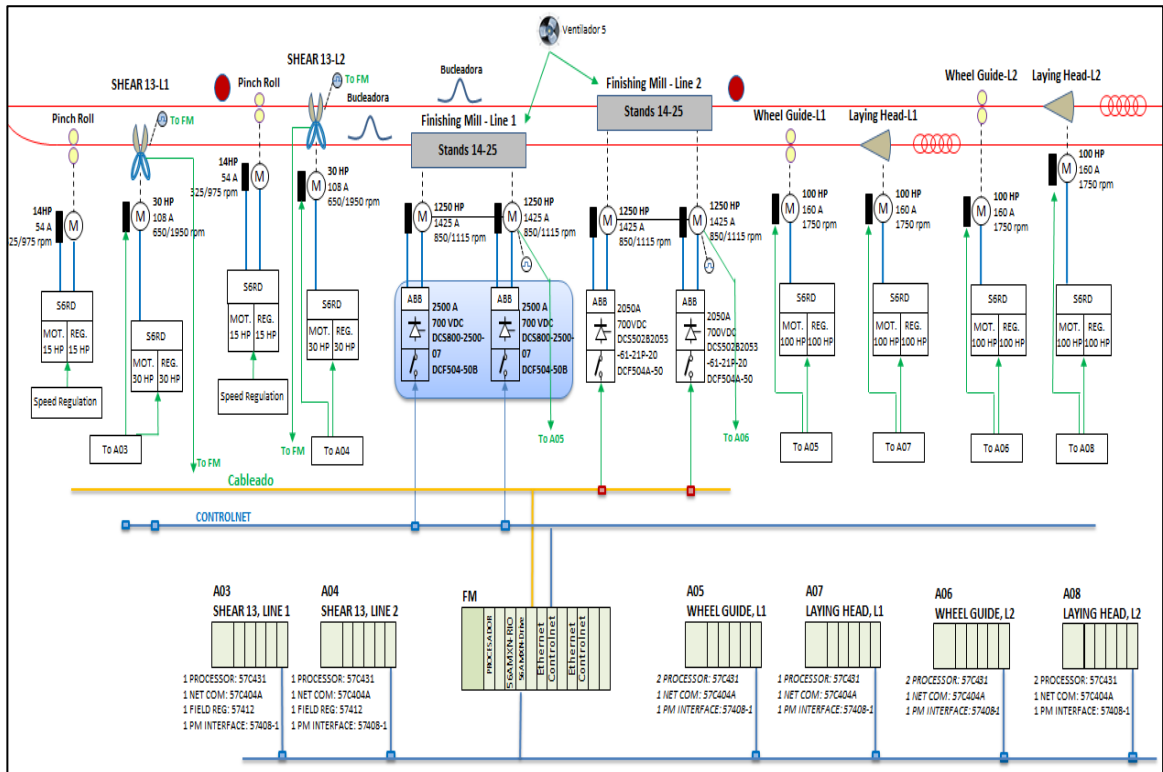 Ventilador 5
SHEAR 13-L1
SHEAR 13-L2
To FM
To FM
Pinch Roll
Pinch Roll
Bucleadora
Bucleadora
Finishing Mill - Line 1
Stands 14-25
Finishing Mill - Line 2
Stands 14-25
Wheel Guide-L1
Laying Head-L1
Wheel Guide-L2
Laying Head-L2
14HP
54 A
25/975 rpm
M
30 HP
108 A
650/1950 rpm
M
14HP
54 A
325/975 rpm
M
30 HP
108 A
650/1950 rpm
M
1250 HP
1425 A
850/1115 rpm
M
1250 HP
1425 A
850/1115 rpm
M
1250 HP
1425 A
850/1115 rpm
M
1250 HP
1425 A
850/1115 rpm
M
100 HP
160 A
1750 rpm
M
100 HP
160 A
1750 rpm
M
100 HP
160 A
1750 rpm
M
100 HP
160 A
1750 rpm
M
S6RD
MOT. 15 HP
REG. 15 HP
Speed Regulation
S6RD
MOT. 30 HP
REG. 30 HP
To A03
To FM
S6RD
MOT. 15 HP
REG. 15 HP
Speed Regulation
To FM
S6RD
MOT. 30 HP
REG. 30 HP
To A04
ABB
2500 A
700 VDC
DCS800-2500-
07
DCF504-50B
ABB
2500 A
700 VDC
DCS800-2500-
07
DCF504-50B
To A05
ABB
2050A
700VDC
DCS502B2053
-61-21P-20
DCF504A-50
ABB
2050A
700VDC
DCS502B2053
-61-21P-20
DCF504A-50
To A06
S6RD
MOT. 100 HP
REG. 100 HP
To A05
S6RD
MOT. 100 HP
REG. 100 HP
To A07
S6RD
MOT. 100 HP
REG. 100 HP
To A06
S6RD
MOT. 100 HP
REG. 100 HP
To A08
Cableado
CONTROLNET
A03
SHEAR 13, LINE 1
1 PROCESSOR: 57C431
1 NET COM: 57C404A
1 FIELD REG: 57412
1 PM INTERFACE: 57408-1
A04
SHEAR 13, LINE 2
1 PROCESSOR: 57C431
1 NET COM: 57C404A
1 FIELD REG: 57412
1 PM INTERFACE: 57408-1
FM
PROCESADOR
S6AMXN-RIO
S6AMXN-Drive
Ethernet
Controlnet
Ethernet
Controlnet
A05
WHEEL GUIDE, L1
2 PROCESSOR: 57C431
1 NET COM: 57C404A
1 PM INTERFACE: 57408-1
A07
LAYING HEAD, L1
1 PROCESSOR: 57C431
1 NET COM: 57C404A
1 PM INTERFACE: 57408-1
A06
WHEEL GUIDE, L2
2 PROCESSOR: 57C431
1 NET COM: 57C404A
1 PM INTERFACE: 57408-1
A08
LAYING HEAD, L2
2 PROCESSOR: 57C431
1 NET COM: 57C404A
1 PM INTERFACE: 57408-1